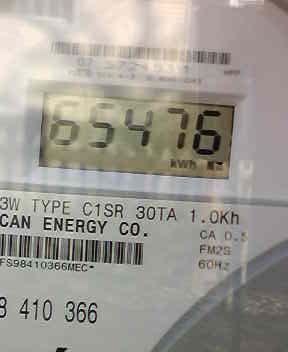 65476
kWh
3W TYPE C1SR 30TA 1.0Kh
CAN ENERGY CO.
CA 0.5
FM2S
60Hz
FS98410366MEC*
8 410 366